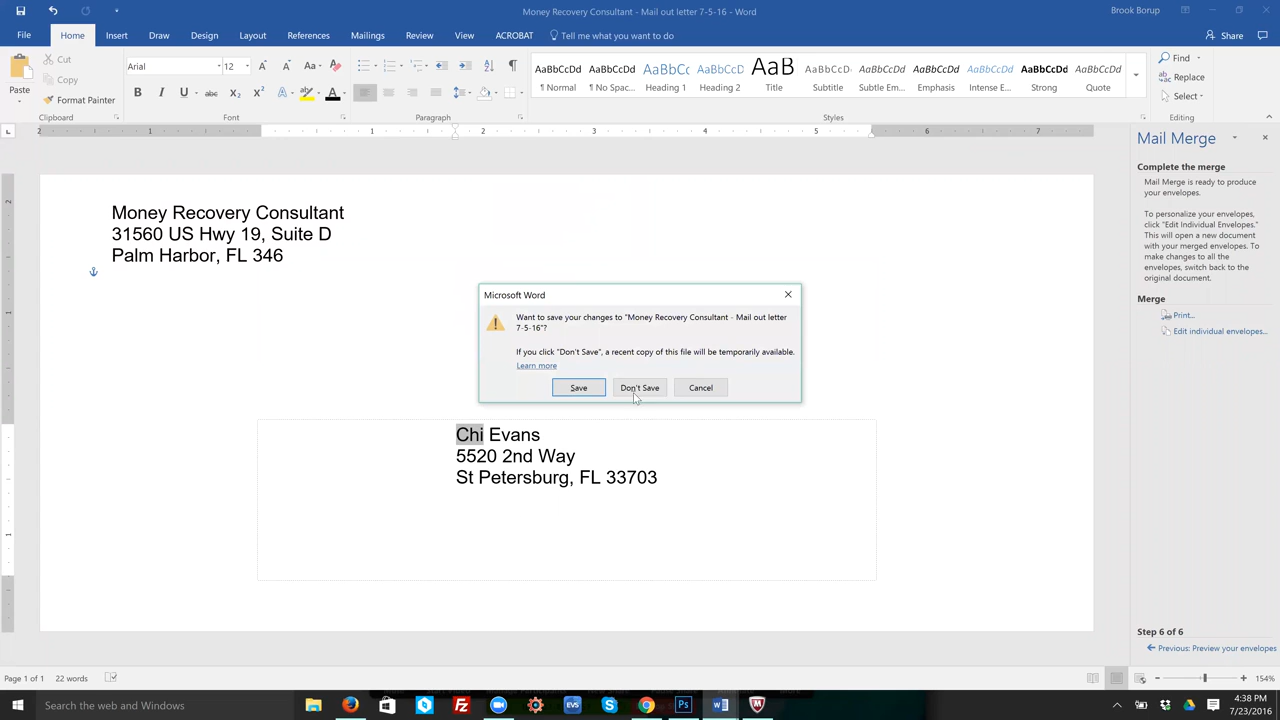 Money Recovery Consultant - Mail out letter 7-5-16 - Word
Brook Borup
File Home Insert Draw Design Layout References Mailings Review View ACROBAT Tell me what you want to do
Share
Paste
Cut
Copy
Format Painter
Clipboard
Arial 12
Font
Paragraph
AaBbCcDd AaBbCcDd AaBbCc AaBbCcD AaB AaBbCcDd AaBbCcDd AaBbCcDd AaBbCcDd AaBbCcDd AaBbCcDd
¶ Normal ¶ No Spac... Heading 1 Heading 2 Title Subtitle Subtle Em... Emphasis Intense E... Strong Quote
Styles
Find
Replace
Select
Editing
2 1 1 2 3 4 5 6 7
Money Recovery Consultant
31560 US Hwy 19, Suite D
Palm Harbor, FL 346
Microsoft Word
Want to save your changes to "Money Recovery Consultant - Mail out letter
7-5-16"?
If you click "Don't Save", a recent copy of this file will be temporarily available.
Learn more
Save Don't Save Cancel
Chi Evans
5520 2nd Way
St Petersburg, FL 33703
Mail Merge
Complete the merge
Mail Merge is ready to produce
your envelopes.
To personalize your envelopes,
click "Edit Individual Envelopes."
This will open a new document
with your merged envelopes. To
make changes to all the
envelopes, switch back to the
original document.
Merge
Print...
Edit individual envelopes...
Step 6 of 6
Previous: Preview your envelopes
Page 1 of 1 22 words
154%
Search the web and Windows
4:38 PM
7/23/2016